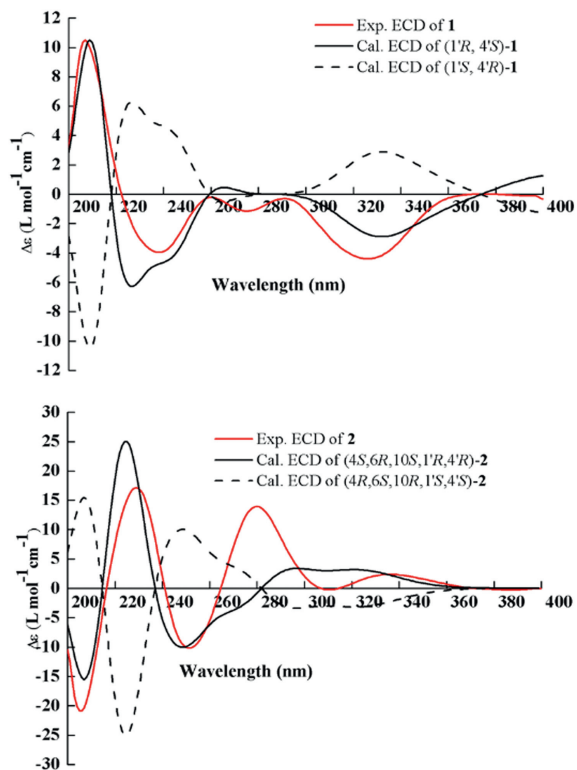 Exp. ECD of 1
Cal. ECD of (1'R, 4'S)-1
Cal. ECD of (1'S, 4'R)-1
12
10
8
6
4
2
0
-2
-4
-6
-8
-10
12
200 220 240 260 280 300 320 340 360 380 400
Δε (L mol⁻¹cm⁻¹)
Wavelength (nm)
Exp. ECD of 2
Cal. ECD of (4S,6R,10S,1'R,4'R)-2
Cal. ECD of (4R,6S,10R,1'S,4'S)-2
30
25
20
15
10
5
0
-5
-10
-15
-20
-25
-30
200 220 240 260 280 300 320 340 360 380 400
Δε (L mol⁻¹cm⁻¹)
Wavelength (nm)